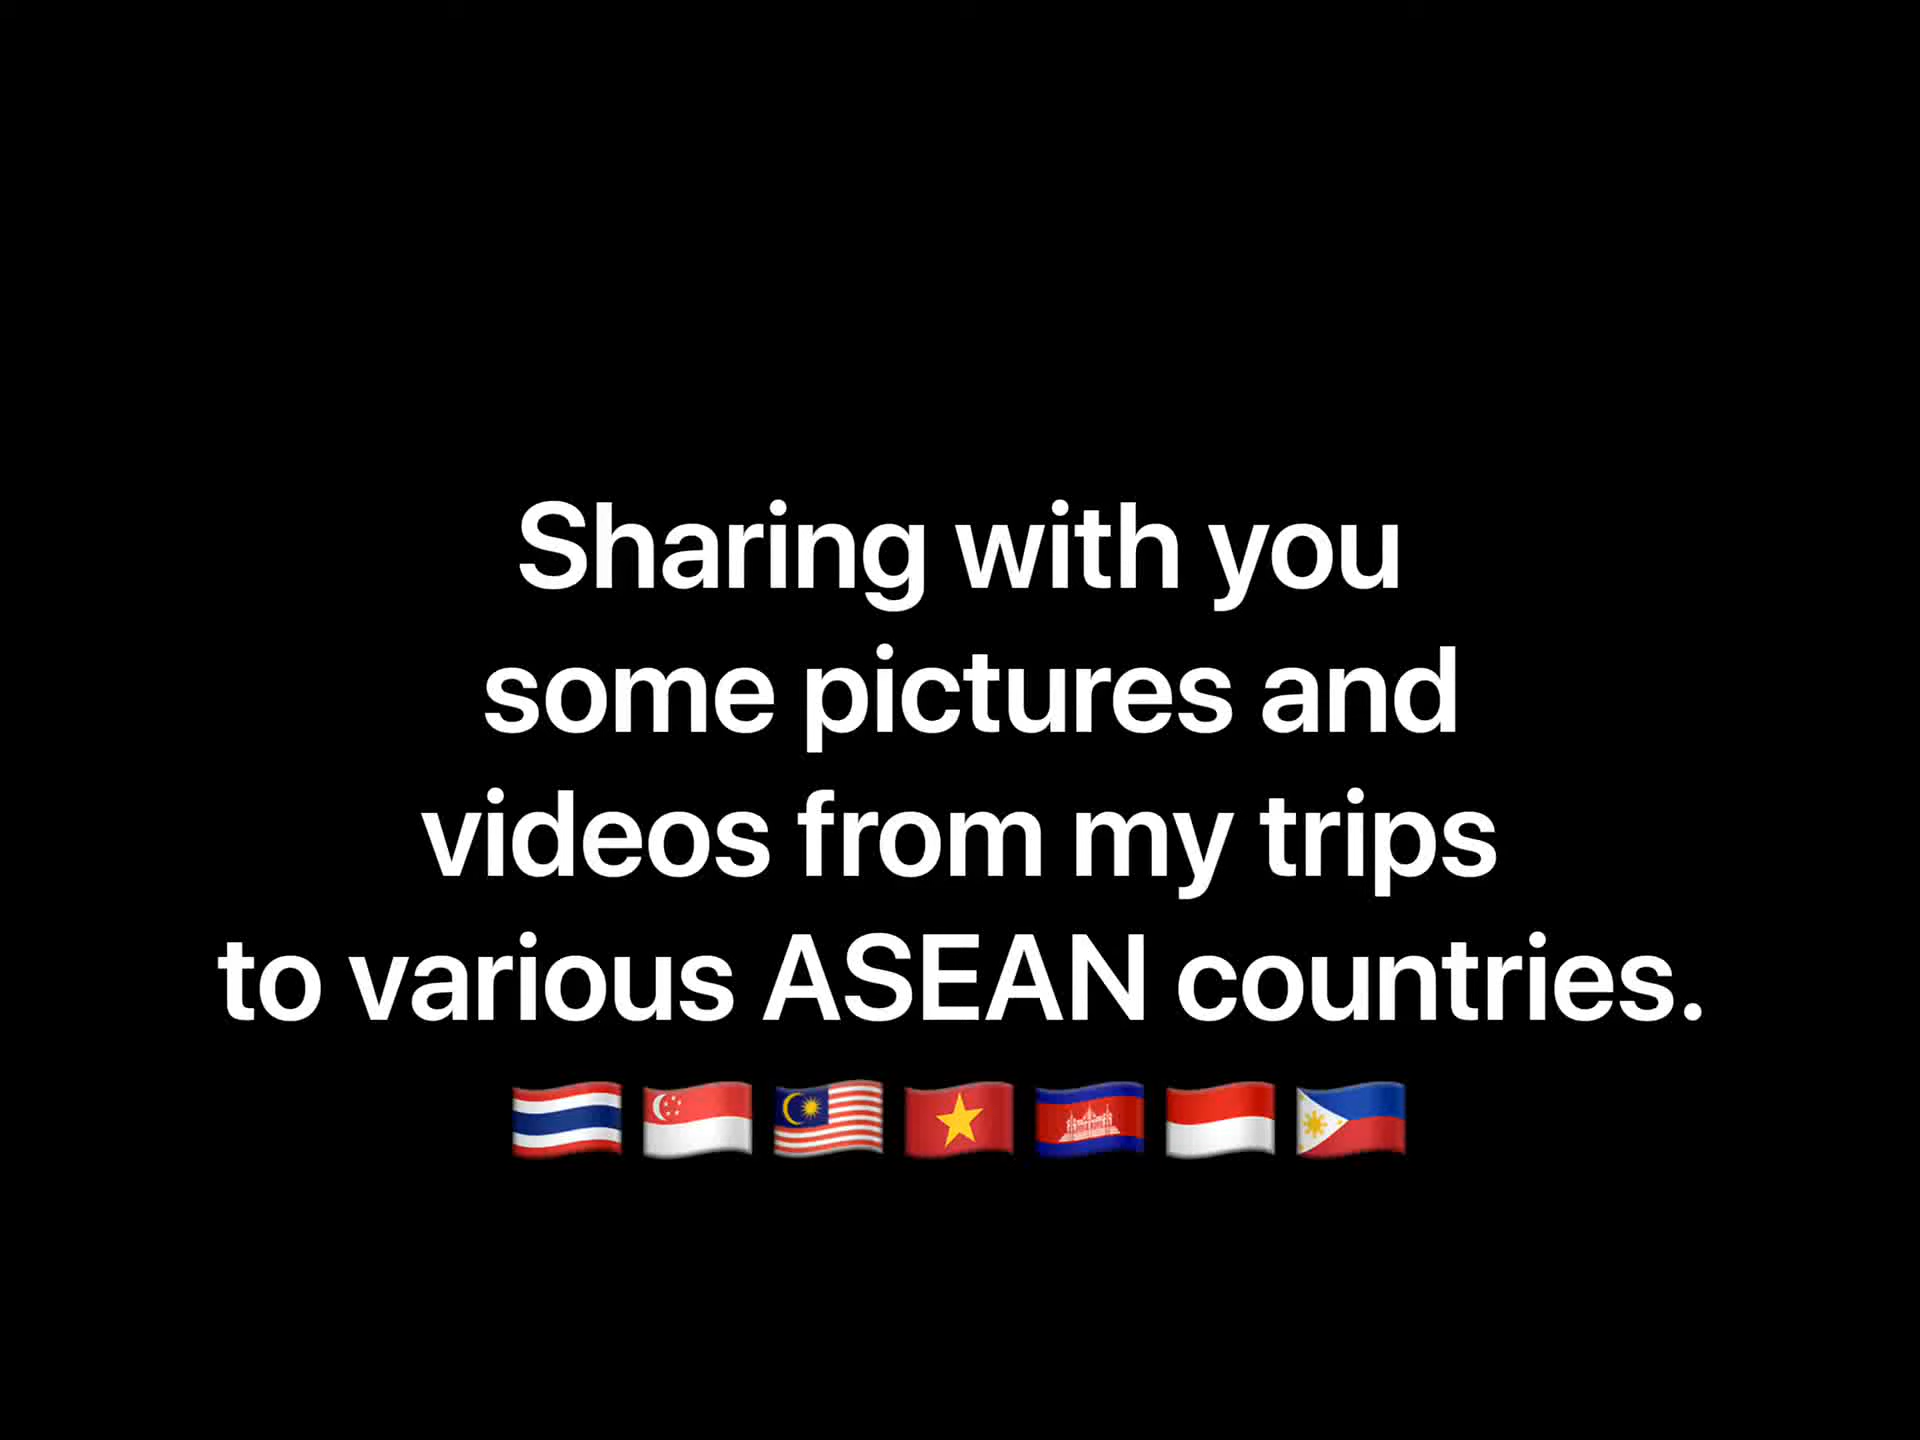 Sharing with you
some pictures and
videos from my trips
to various ASEAN countries.
🇹🇭 🇸🇬 🇲🇾 🇻🇳 🇰🇭 🇮🇩 🇵🇭